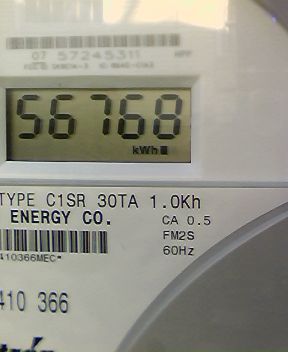 07 57245311
56768
kWh
TYPE C1SR 30TA 1.0Kh
ENERGY CO.
CA 0.5
FM2S
60Hz
410366MEC*
410 366